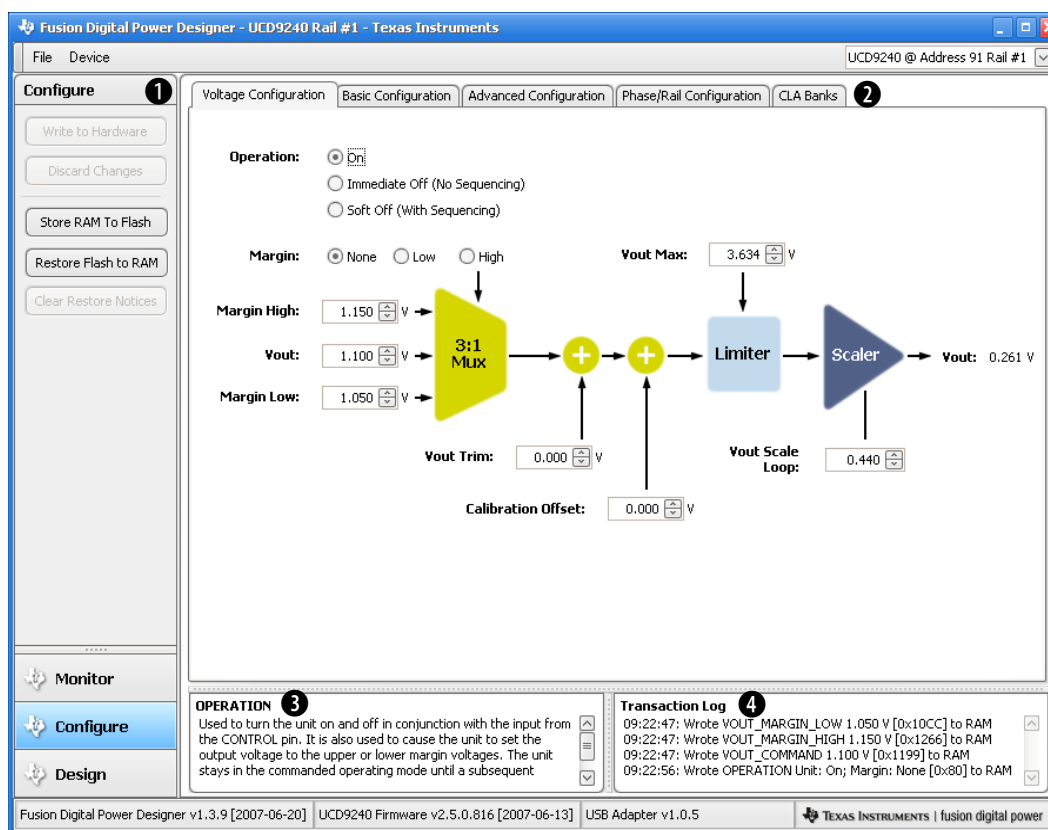 Fusion Digital Power Designer - UCD9240 Rail #1 - Texas Instruments
File Device
UCD9240 @ Address 91 Rail #1
Configure 1
Write to Hardware
Discard Changes
Store RAM To Flash
Restore Flash to RAM
Clear Restore Notices
Voltage Configuration Basic Configuration Advanced Configuration Phase/Rail Configuration CLA Banks 2
Operation: On
Immediate Off (No Sequencing)
Soft Off (With Sequencing)
Margin: None Low High
Vout Max: 3.634 V
Margin High: 1.150 V
Vout: 1.100 V
Margin Low: 1.050 V
3:1
Mux
+
+
Limiter
Scaler
Vout: 0.261 V
Vout Trim: 0.000 V
Vout Scale
Loop: 0.440
Calibration Offset: 0.000 V
Monitor
Configure
Design
OPERATION 3
Used to turn the unit on and off in conjunction with the input from
the CONTROL pin. It is also used to cause the unit to set the
output voltage to the upper or lower margin voltages. The unit
stays in the commanded operating mode until a subsequent
Transaction Log 4
09:22:47: Wrote VOUT_MARGIN_LOW 1.050 V [0x10CC] to RAM
09:22:47: Wrote VOUT_MARGIN_HIGH 1.150 V [0x1266] to RAM
09:22:47: Wrote VOUT_COMMAND 1.100 V [0x1199] to RAM
09:22:56: Wrote OPERATION Unit: On; Margin: None [0x80] to RAM
Fusion Digital Power Designer v1.3.9 [2007-06-20] UCD9240 Firmware v2.5.0.816 [2007-06-13] USB Adapter v1.0.5 TEXAS INSTRUMENTS | fusion digital power